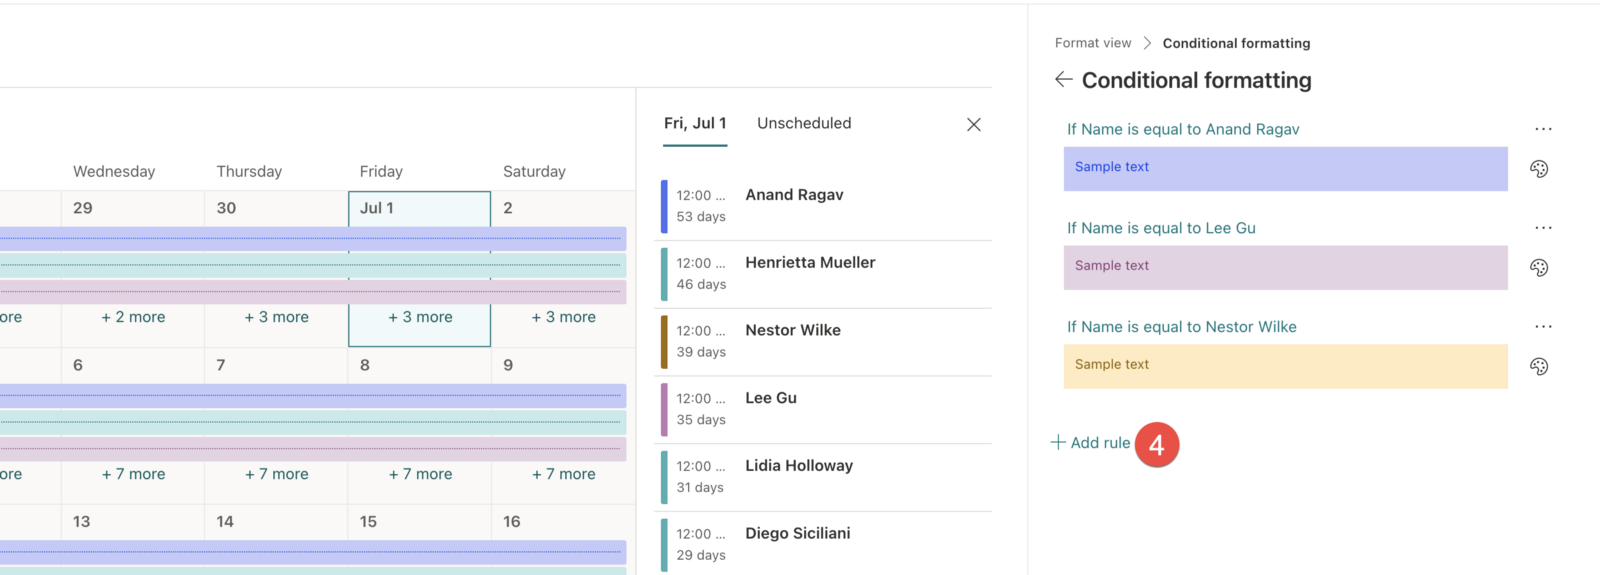 Format view > Conditional formatting
Conditional formatting
Fri, Jul 1 Unscheduled
If Name is equal to Anand Ragav ...
Sample text
Wednesday Thursday Friday Saturday
29 30 Jul 1 2
12:00 ... Anand Ragav
53 days
If Name is equal to Lee Gu ...
Sample text
12:00 ... Henrietta Mueller
46 days
ore + 2 more + 3 more + 3 more + 3 more
12:00 ... Nestor Wilke
39 days
If Name is equal to Nestor Wilke ...
Sample text
6 7 8 9
12:00 ... Lee Gu
35 days
+ Add rule 4
ore + 7 more + 7 more + 7 more + 7 more
12:00 ... Lidia Holloway
31 days
13 14 15 16
12:00 ... Diego Siciliani
29 days